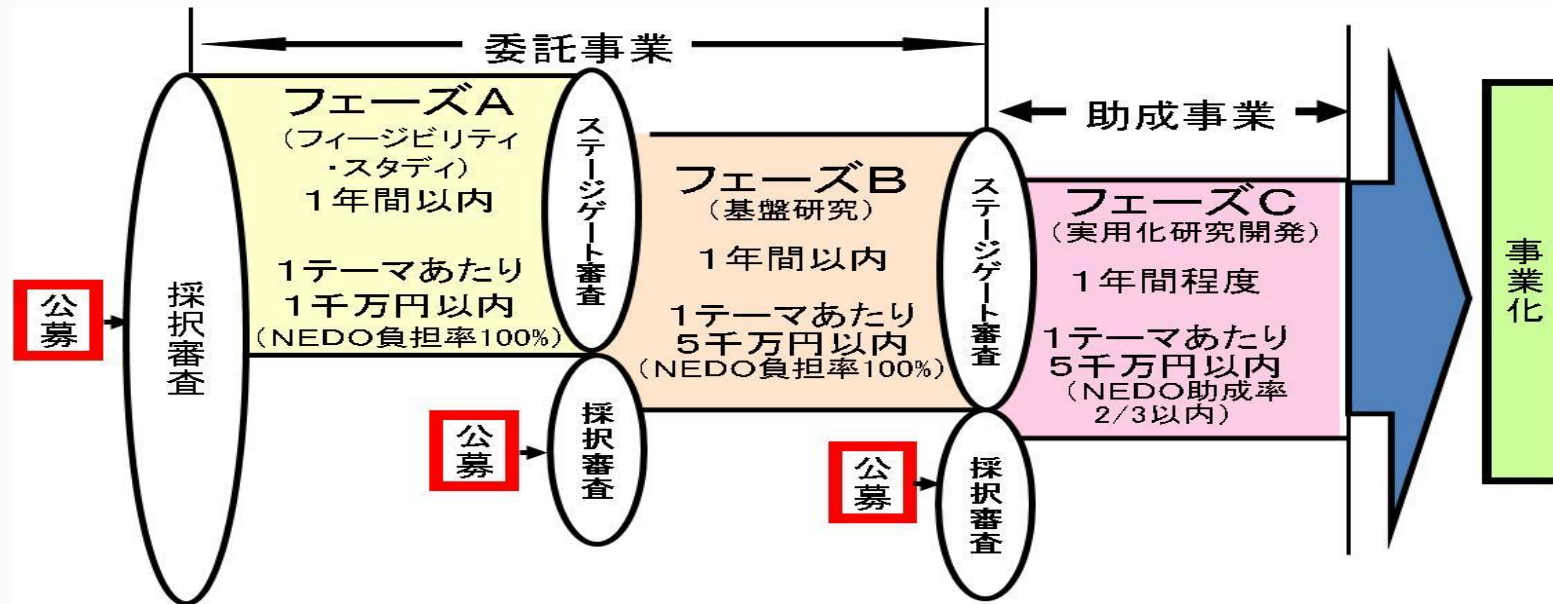 委託事業
公募
採択審査
フェーズA
(フィージビリティ
・スタディ)
1年間以内
1テーマあたり
1千万円以内
(NEDO負担率100%)
ステージゲート審査
公募
採択審査
フェーズB
(基盤研究)
1年間以内
1テーマあたり
5千万円以内
(NEDO負担率100%)
ステージゲート審査
公募
採択審査
助成事業
フェーズC
(実用化研究開発)
1年間程度
1テーマあたり
5千万円以内
(NEDO助成率
2/3以内)
事業化